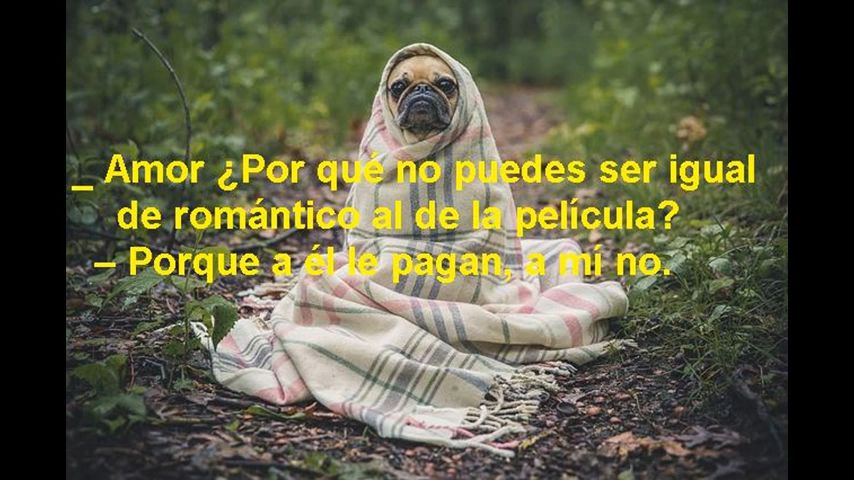 _ Amor ¿Por qué no puedes ser igual
de romántico al de la película?
– Porque a él le pagan, a mí no.